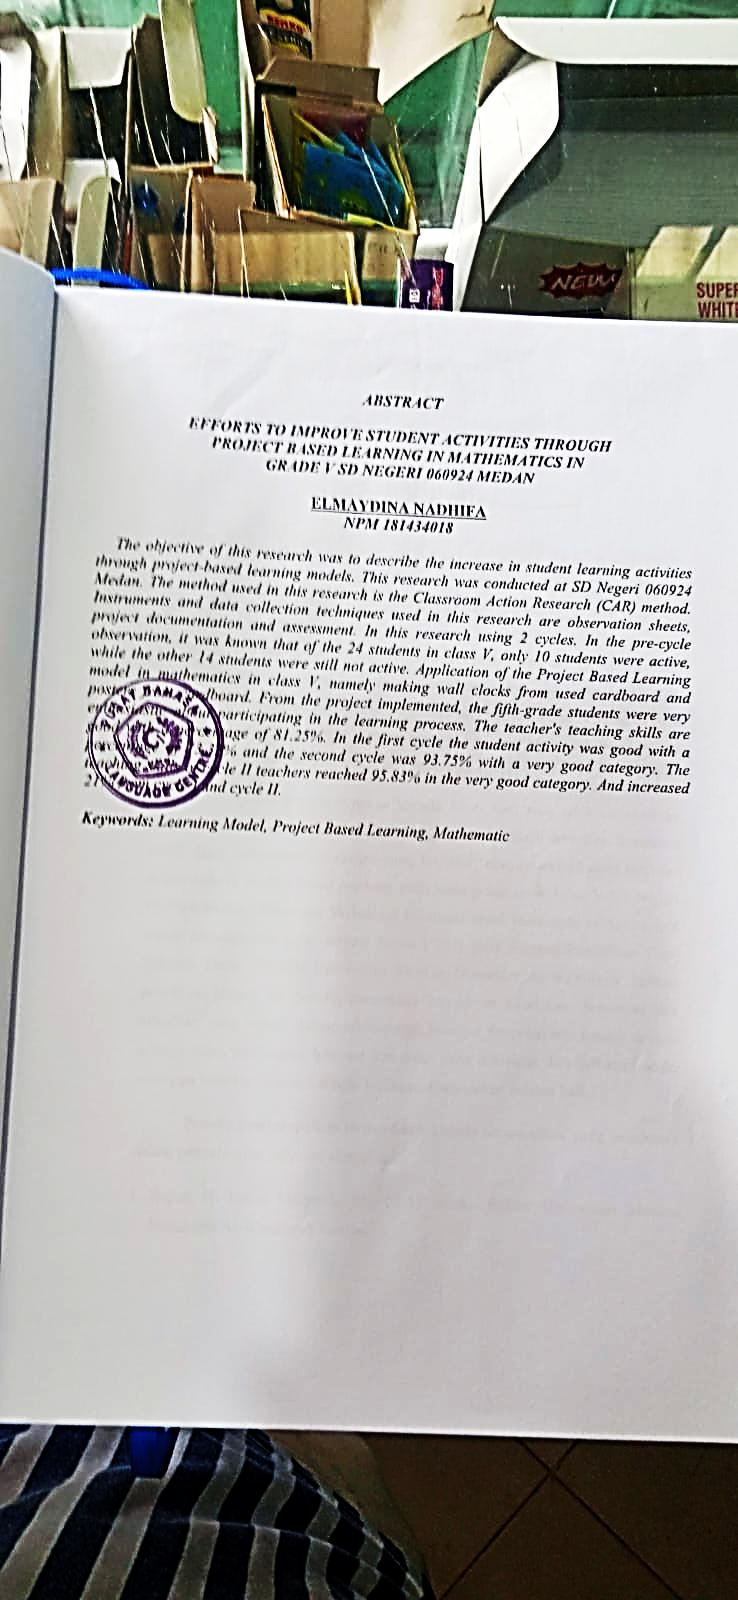 NEW
SUPER
WHITE
ABSTRACT
EFFORTS TO IMPROVE STUDENT ACTIVITIES THROUGH
PROJECT BASED LEARNING IN MATHEMATICS IN
GRADE V SD NEGERI 060924 MEDAN
ELMAYDINA NADHIFA
NPM 181434018
The objective of this research was to describe the increase in student learning activities
through project-based learning models. This research was conducted at SD Negeri 060924
Medan. The method used in this research is the Classroom Action Research (CAR) method.
Instruments and data collection techniques used in this research are observation sheets,
project documentation and assessment. In this research using 2 cycles. In the pre-cycle
observation, it was known that of the 24 students in class V, only 10 students were active,
while the other 14 students were still not active. Application of the Project Based Learning
model in mathematics in class V, namely making wall clocks from used cardboard and
board. From the project implemented, the fifth-grade students were very
participating in the learning process. The teacher's teaching skills are
of 81.25%. In the first cycle the student activity was good with a
and the second cycle was 93.75% with a very good category. The
II teachers reached 95.83% in the very good category. And increased
cycle II.
PUSAT BAHASA
LANGUAGE CENTRE
Keywords: Learning Model, Project Based Learning, Mathematic